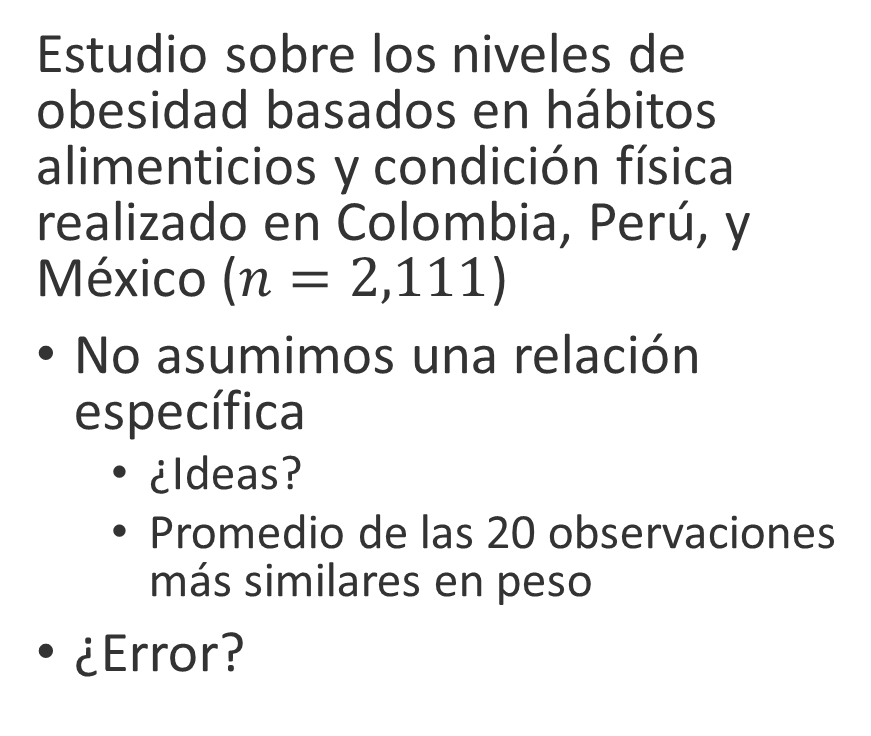 Estudio sobre los niveles de
obesidad basados en hábitos
alimenticios y condición física
realizado en Colombia, Perú, y
México (n = 2,111)
• No asumimos una relación
específica
• ¿Ideas?
• Promedio de las 20 observaciones
más similares en peso
• ¿Error?